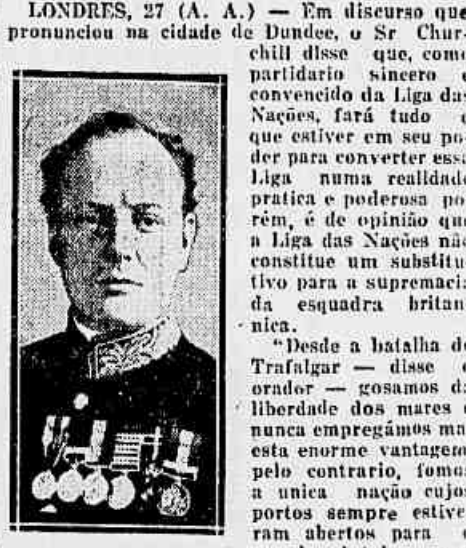 LONDRES, 27 (A. A.) — Em discurso que
pronunciou na cidade de Dundee, o Sr Chur-
chill disse que, como
partidario sincero e
convencido da Liga das
Nações, fará tudo o
que estiver em seu po-
der para converter essa
Liga numa realidade
pratica e poderosa po-
rém, é de opinião que
a Liga das Nações não
constitue um substitu-
tivo para a supremacia
da esquadra britan-
nica.
"Desde a batalha de
Trafalgar — disse o
orador — gosamos da
liberdade dos mares e
nunca empregámos mal
esta enorme vantagem
pelo contrario, fomos
a unica nação cujos
portos sempre estive-
ram abertos para